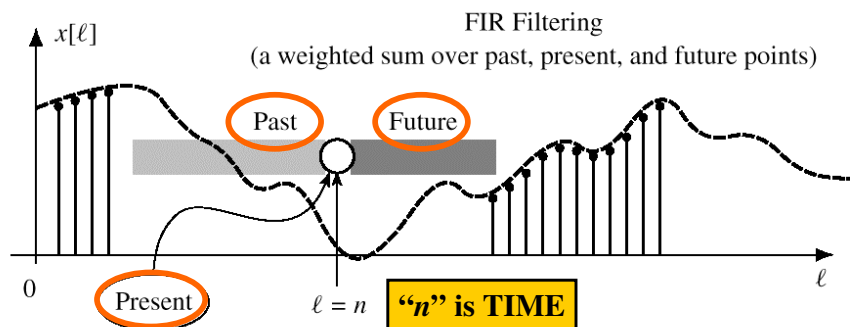 x[ℓ]
FIR Filtering
(a weighted sum over past, present, and future points)
Past
Future
0
Present
ℓ = n
“n” is TIME
ℓ